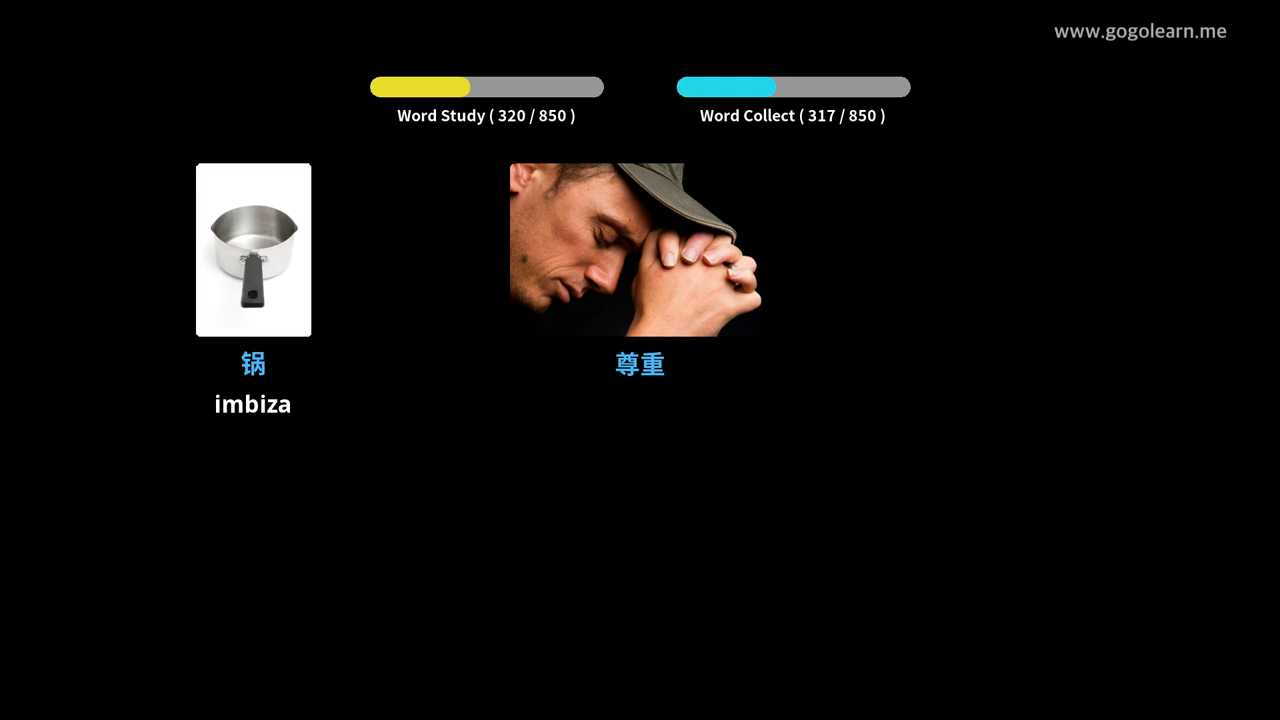 www.gogolearn.me
Word Study ( 320 / 850 )
Word Collect ( 317 / 850 )
锅
尊重
imbiza